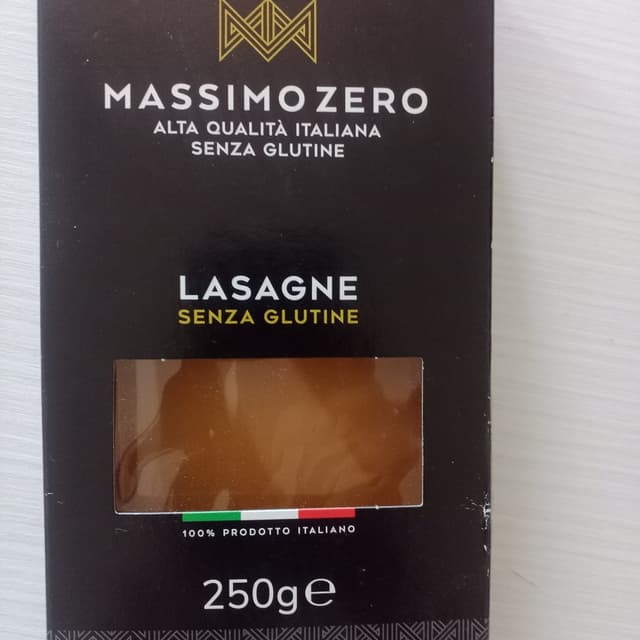 MASSIMO ZERO
ALTA QUALITÀ ITALIANA
SENZA GLUTINE
LASAGNE
SENZA GLUTINE
100% PRODOTTO ITALIANO
250g℮